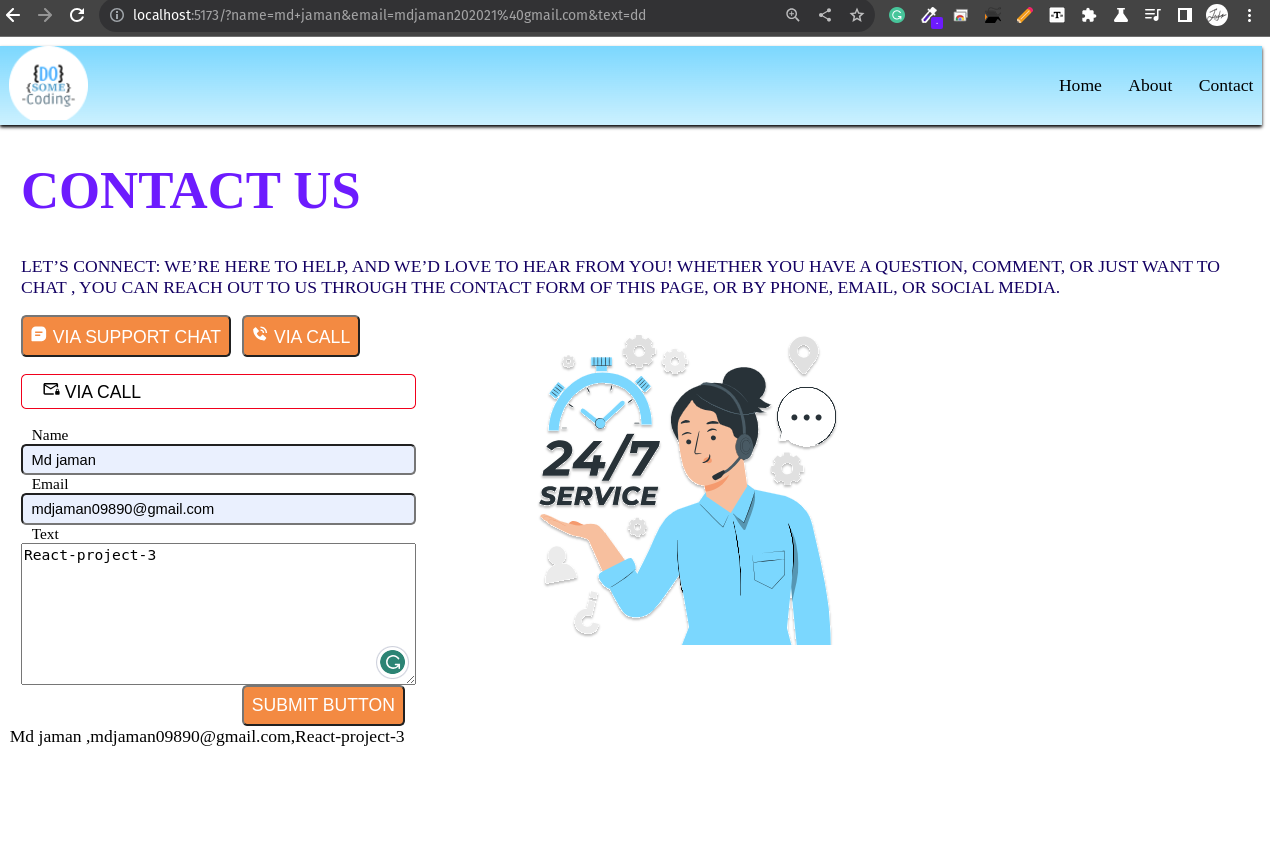 localhost:5173/?name=md+jaman&email=mdjaman202021%40gmail.com&text=dd
{DO
{SOME}
-Coding-
Home About Contact
CONTACT US
LET’S CONNECT: WE’RE HERE TO HELP, AND WE’D LOVE TO HEAR FROM YOU! WHETHER YOU HAVE A QUESTION, COMMENT, OR JUST WANT TO
CHAT , YOU CAN REACH OUT TO US THROUGH THE CONTACT FORM OF THIS PAGE, OR BY PHONE, EMAIL, OR SOCIAL MEDIA.
VIA SUPPORT CHAT VIA CALL
VIA CALL
24/7
SERVICE
Name
Md jaman
Email
mdjaman09890@gmail.com
Text
React-project-3
SUBMIT BUTTON
Md jaman ,mdjaman09890@gmail.com,React-project-3